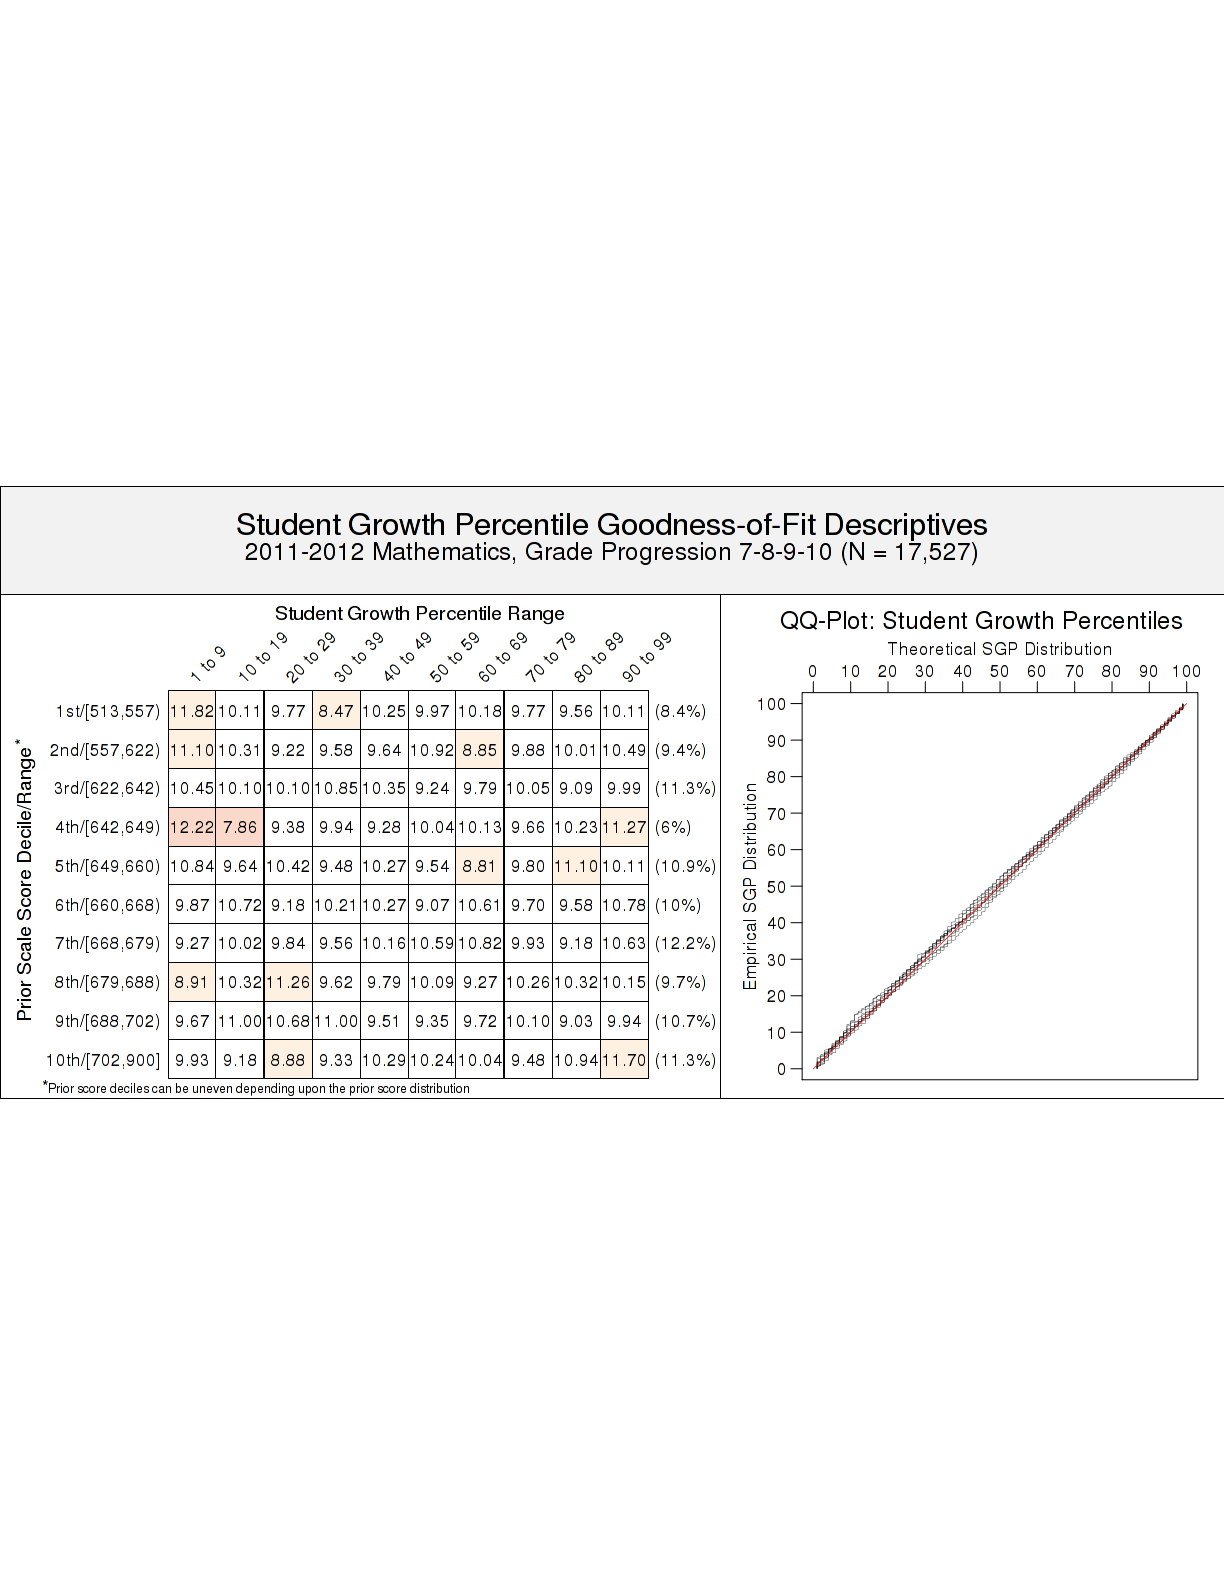 Student Growth Percentile Goodness-of-Fit Descriptives
2011-2012 Mathematics, Grade Progression 7-8-9-10 (N = 17,527)
Student Growth Percentile Range
1 to 9 10 to 19 20 to 29 30 to 39 40 to 49 50 to 59 60 to 69 70 to 79 80 to 89 90 to 99
Prior Scale Score Decile/Range*
1st/[513,557) 11.82 10.11 9.77 8.47 10.25 9.97 10.18 9.77 9.56 10.11 (8.4%)
2nd/[557,622) 11.10 10.31 9.22 9.58 9.64 10.92 8.85 9.88 10.01 10.49 (9.4%)
3rd/[622,642) 10.45 10.10 10.10 10.85 10.35 9.24 9.79 10.05 9.09 9.99 (11.3%)
4th/[642,649) 12.22 7.86 9.38 9.94 9.28 10.04 10.13 9.66 10.23 11.27 (6%)
5th/[649,660) 10.84 9.64 10.42 9.48 10.27 9.54 8.81 9.80 11.10 10.11 (10.9%)
6th/[660,668) 9.87 10.72 9.18 10.21 10.27 9.07 10.61 9.70 9.58 10.78 (10%)
7th/[668,679) 9.27 10.02 9.84 9.56 10.16 10.59 10.82 9.93 9.18 10.63 (12.2%)
8th/[679,688) 8.91 10.32 11.26 9.62 9.79 10.09 9.27 10.26 10.32 10.15 (9.7%)
9th/[688,702) 9.67 11.00 10.68 11.00 9.51 9.35 9.72 10.10 9.03 9.94 (10.7%)
10th/[702,900] 9.93 9.18 8.88 9.33 10.29 10.24 10.04 9.48 10.94 11.70 (11.3%)
*Prior score deciles can be uneven depending upon the prior score distribution
QQ-Plot: Student Growth Percentiles
Theoretical SGP Distribution
0 10 20 30 40 50 60 70 80 90 100
Empirical SGP Distribution
100
90
80
70
60
50
40
30
20
10
0